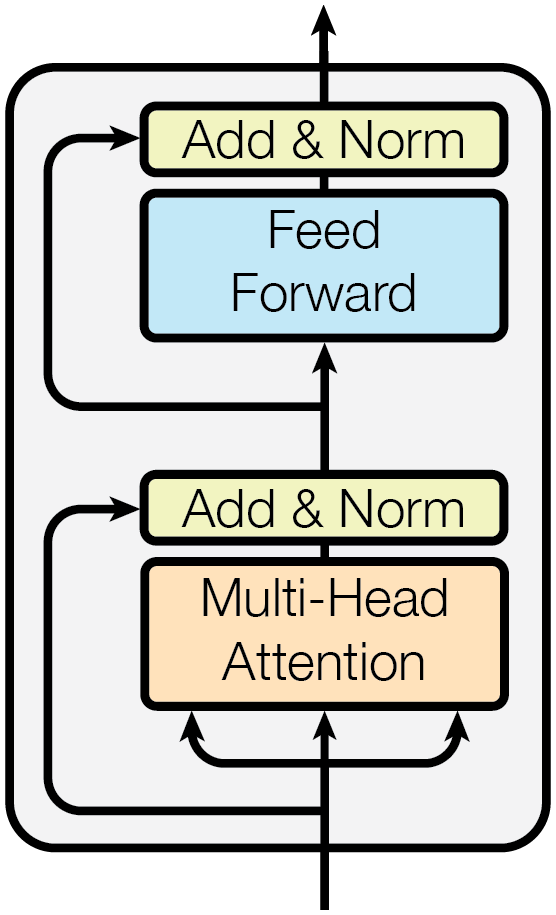 Add & Norm
Feed
Forward
Add & Norm
Multi-Head
Attention